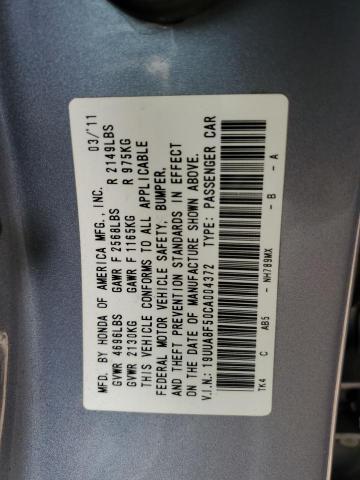 MFD. BY HONDA OF AMERICA MFG., INC. 03/'11
GVWR 4696LBS GAWR F 2568LBS R 2149LBS
GVWR 2130KG GAWR F 1165KG R 975KG
THIS VEHICLE CONFORMS TO ALL APPLICABLE
FEDERAL MOTOR VEHICLE SAFETY, BUMPER,
AND THEFT PREVENTION STANDARDS IN EFFECT
ON THE DATE OF MANUFACTURE SHOWN ABOVE.
V.I.N.: 19UUA8F50CA004372 TYPE: PASSENGER CAR
TK4 C AB5 - NH789MX - B - A